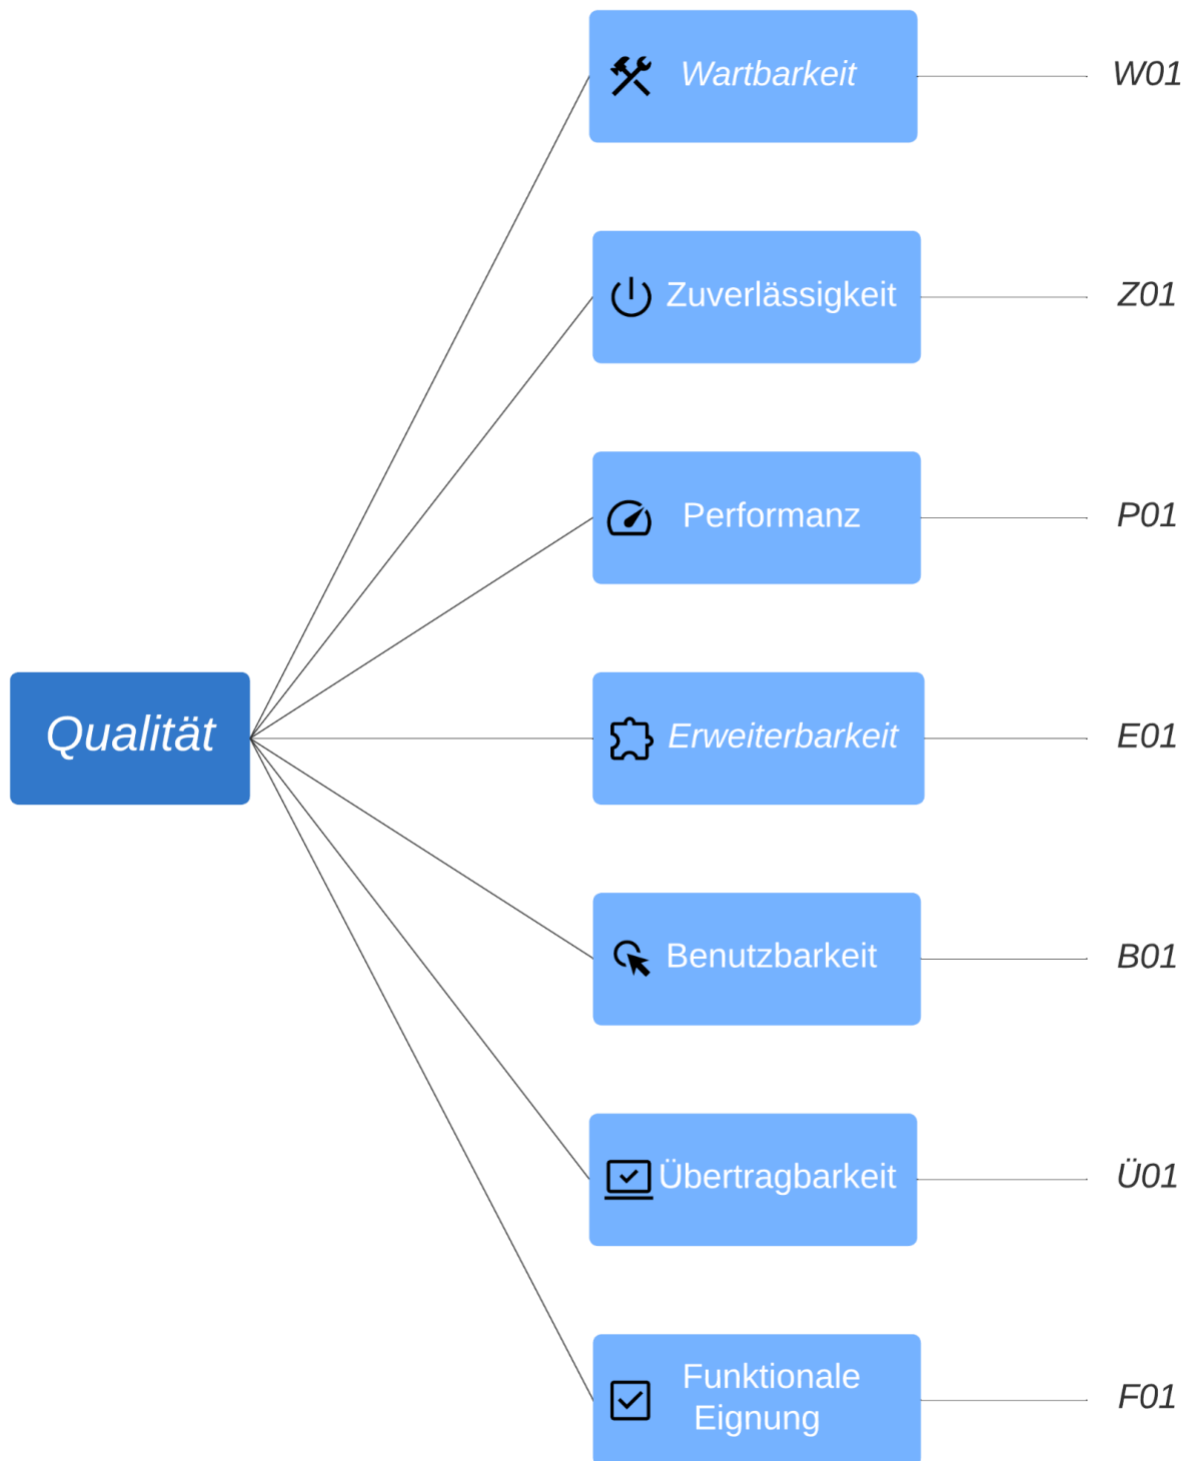 Wartbarkeit
W01
Zuverlässigkeit
Z01
Performanz
P01
Qualität
Erweiterbarkeit
E01
Benutzbarkeit
B01
Übertragbarkeit
Ü01
Funktionale
Eignung
F01